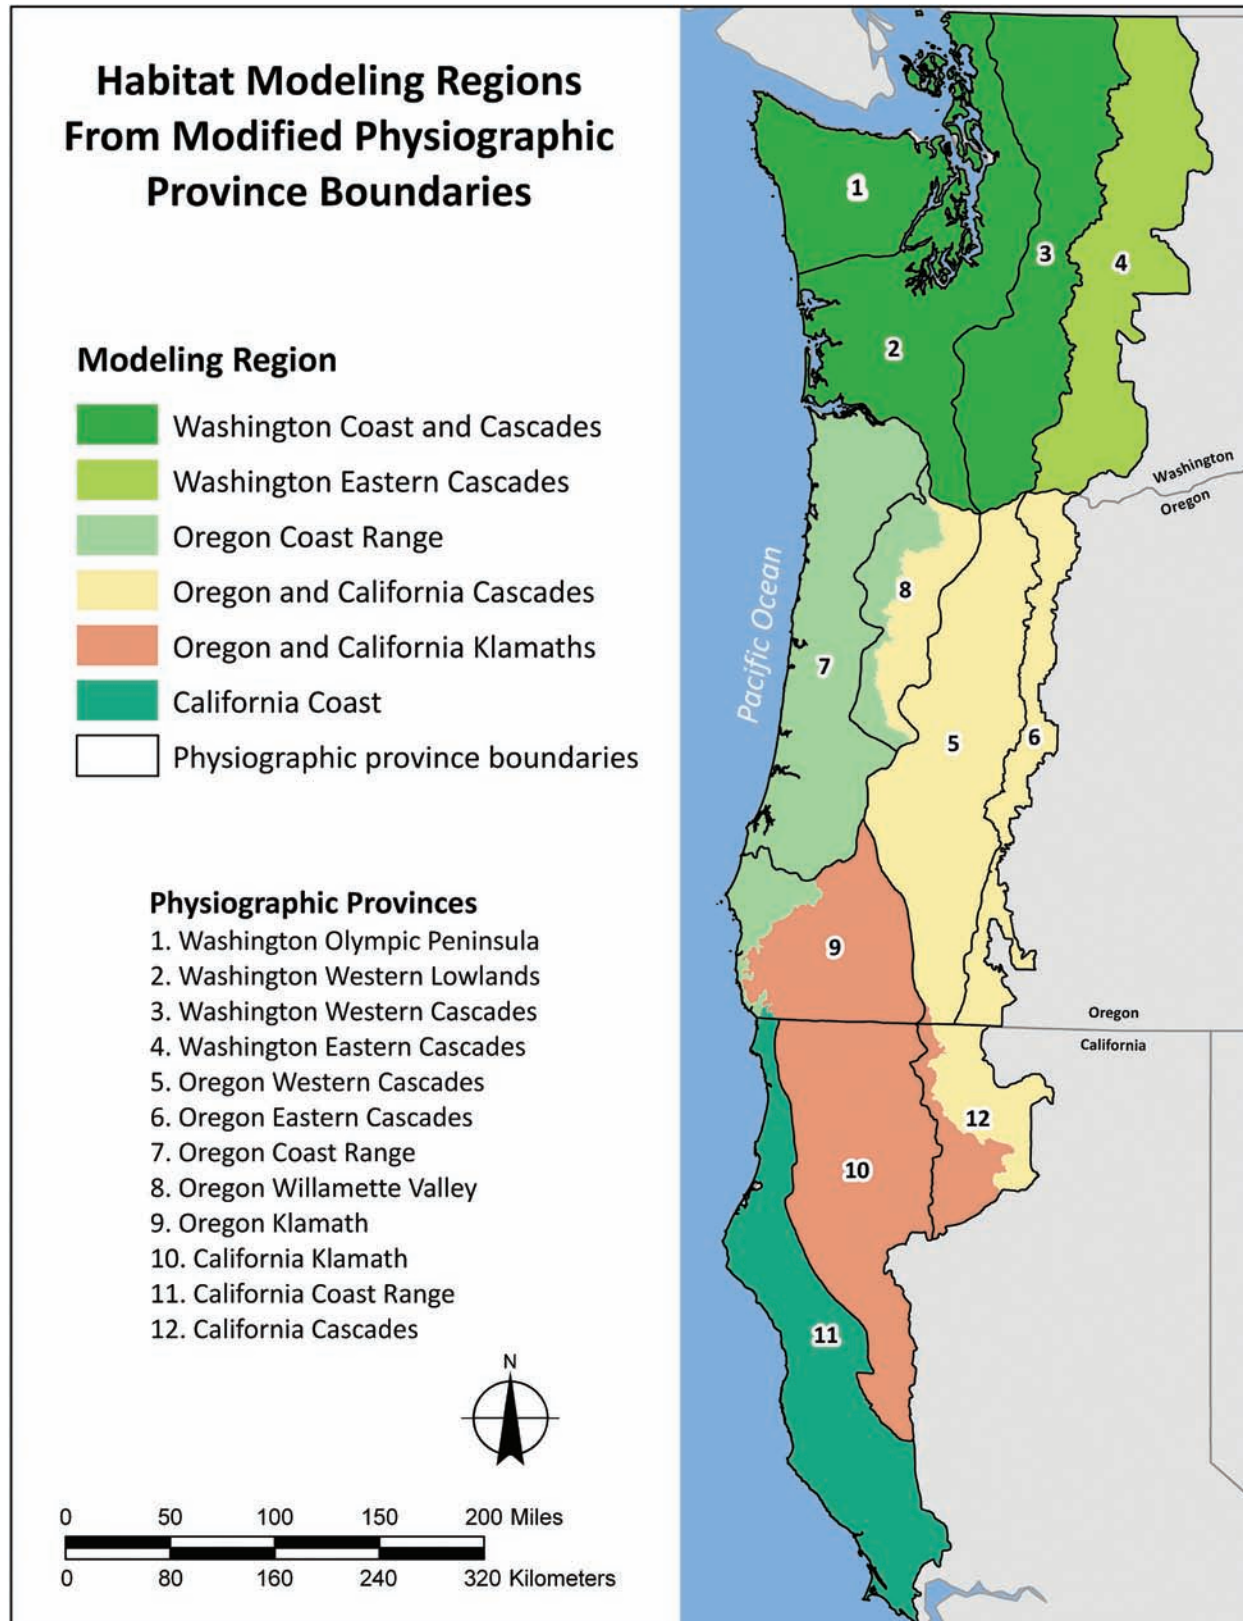 Habitat Modeling Regions
From Modified Physiographic
Province Boundaries
Modeling Region
Washington Coast and Cascades
Washington Eastern Cascades
Oregon Coast Range
Oregon and California Cascades
Oregon and California Klamaths
California Coast
Physiographic province boundaries
Physiographic Provinces
1. Washington Olympic Peninsula
2. Washington Western Lowlands
3. Washington Western Cascades
4. Washington Eastern Cascades
5. Oregon Western Cascades
6. Oregon Eastern Cascades
7. Oregon Coast Range
8. Oregon Willamette Valley
9. Oregon Klamath
10. California Klamath
11. California Coast Range
12. California Cascades
N
0 50 100 150 200 Miles
0 80 160 240 320 Kilometers
1
3
4
2
Washington
Oregon
Pacific Ocean
8
7
5
6
9
Oregon
California
12
10
11